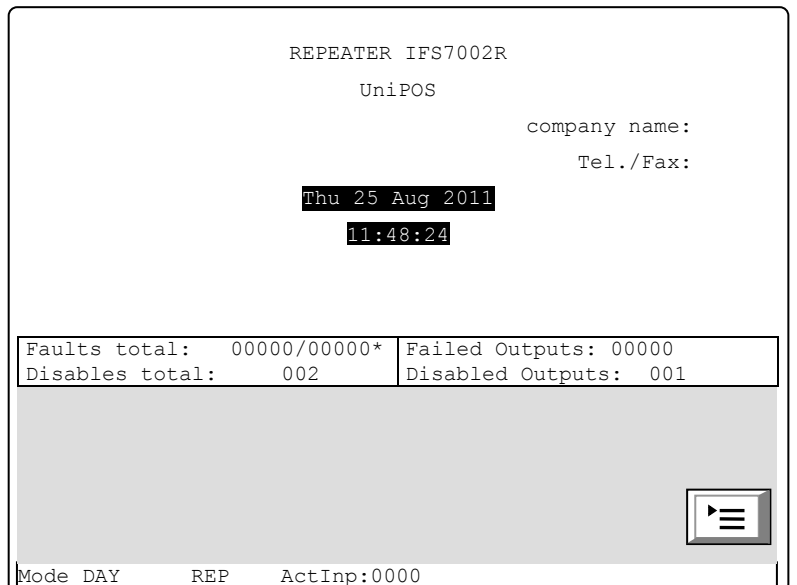 REPEATER IFS7002R
UniPOS
company name:
Tel./Fax:
Thu 25 Aug 2011
11:48:24
Faults total: 00000/00000* Failed Outputs: 00000
Disables total: 002 Disabled Outputs: 001
Mode DAY REP ActInp:0000